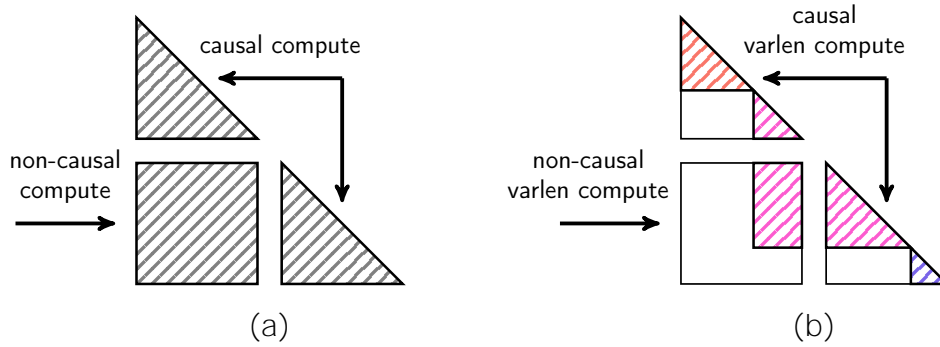 causal compute
non-causal
compute
(a)
causal
varlen compute
non-causal
varlen compute
(b)